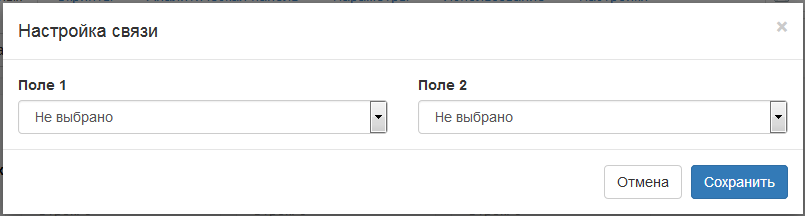 Настройка связи
×
Поле 1 Поле 2
Не выбрано Не выбрано
Отмена Сохранить